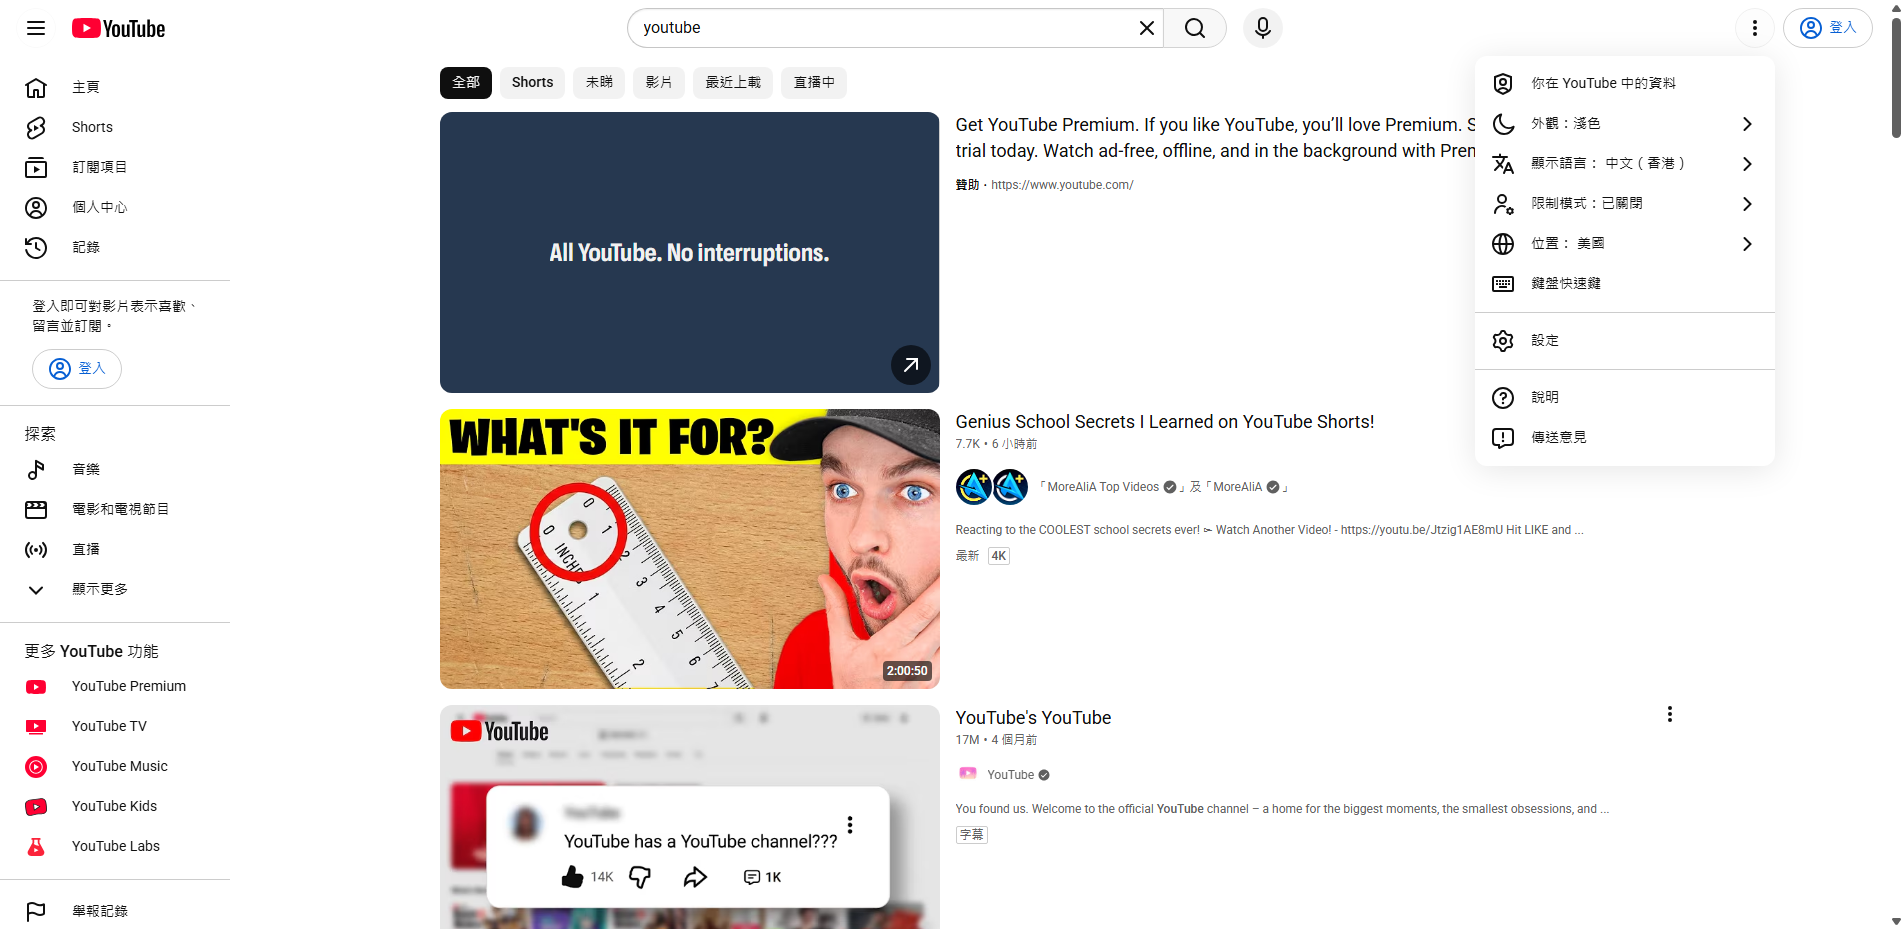 YouTube
youtube
登入
主頁
Shorts
訂閱項目
個人中心
記錄
登入即可對影片表示喜歡、
留言並訂閱。
登入
探索
音樂
電影和電視節目
直播
顯示更多
更多 YouTube 功能
YouTube Premium
YouTube TV
YouTube Music
YouTube Kids
YouTube Labs
舉報記錄
全部
Shorts
未睇
影片
最近上載
直播中
All YouTube. No interruptions.
Get YouTube Premium. If you like YouTube, you’ll love Premium. S
trial today. Watch ad-free, offline, and in the background with Pren
贊助・https://www.youtube.com/
WHAT'S IT FOR?
0 1 2 3 4 5 6 7
0 INCHES 1 2
2:00:50
Genius School Secrets I Learned on YouTube Shorts!
7.7K • 6 小時前
「MoreAliA Top Videos」及「MoreAliA」
Reacting to the COOLEST school secrets ever! ➣ Watch Another Video! - https://youtu.be/Jtzig1AE8mU Hit LIKE and ...
最新
4K
YouTube
YouTube has a YouTube channel???
14K
1K
YouTube's YouTube
17M • 4 個月前
YouTube
You found us. Welcome to the official YouTube channel – a home for the biggest moments, the smallest obsessions, and ...
字幕
你在 YouTube 中的資料
外觀：淺色
顯示語言： 中文（香港）
限制模式：已關閉
位置： 美國
鍵盤快速鍵
設定
說明
傳送意見